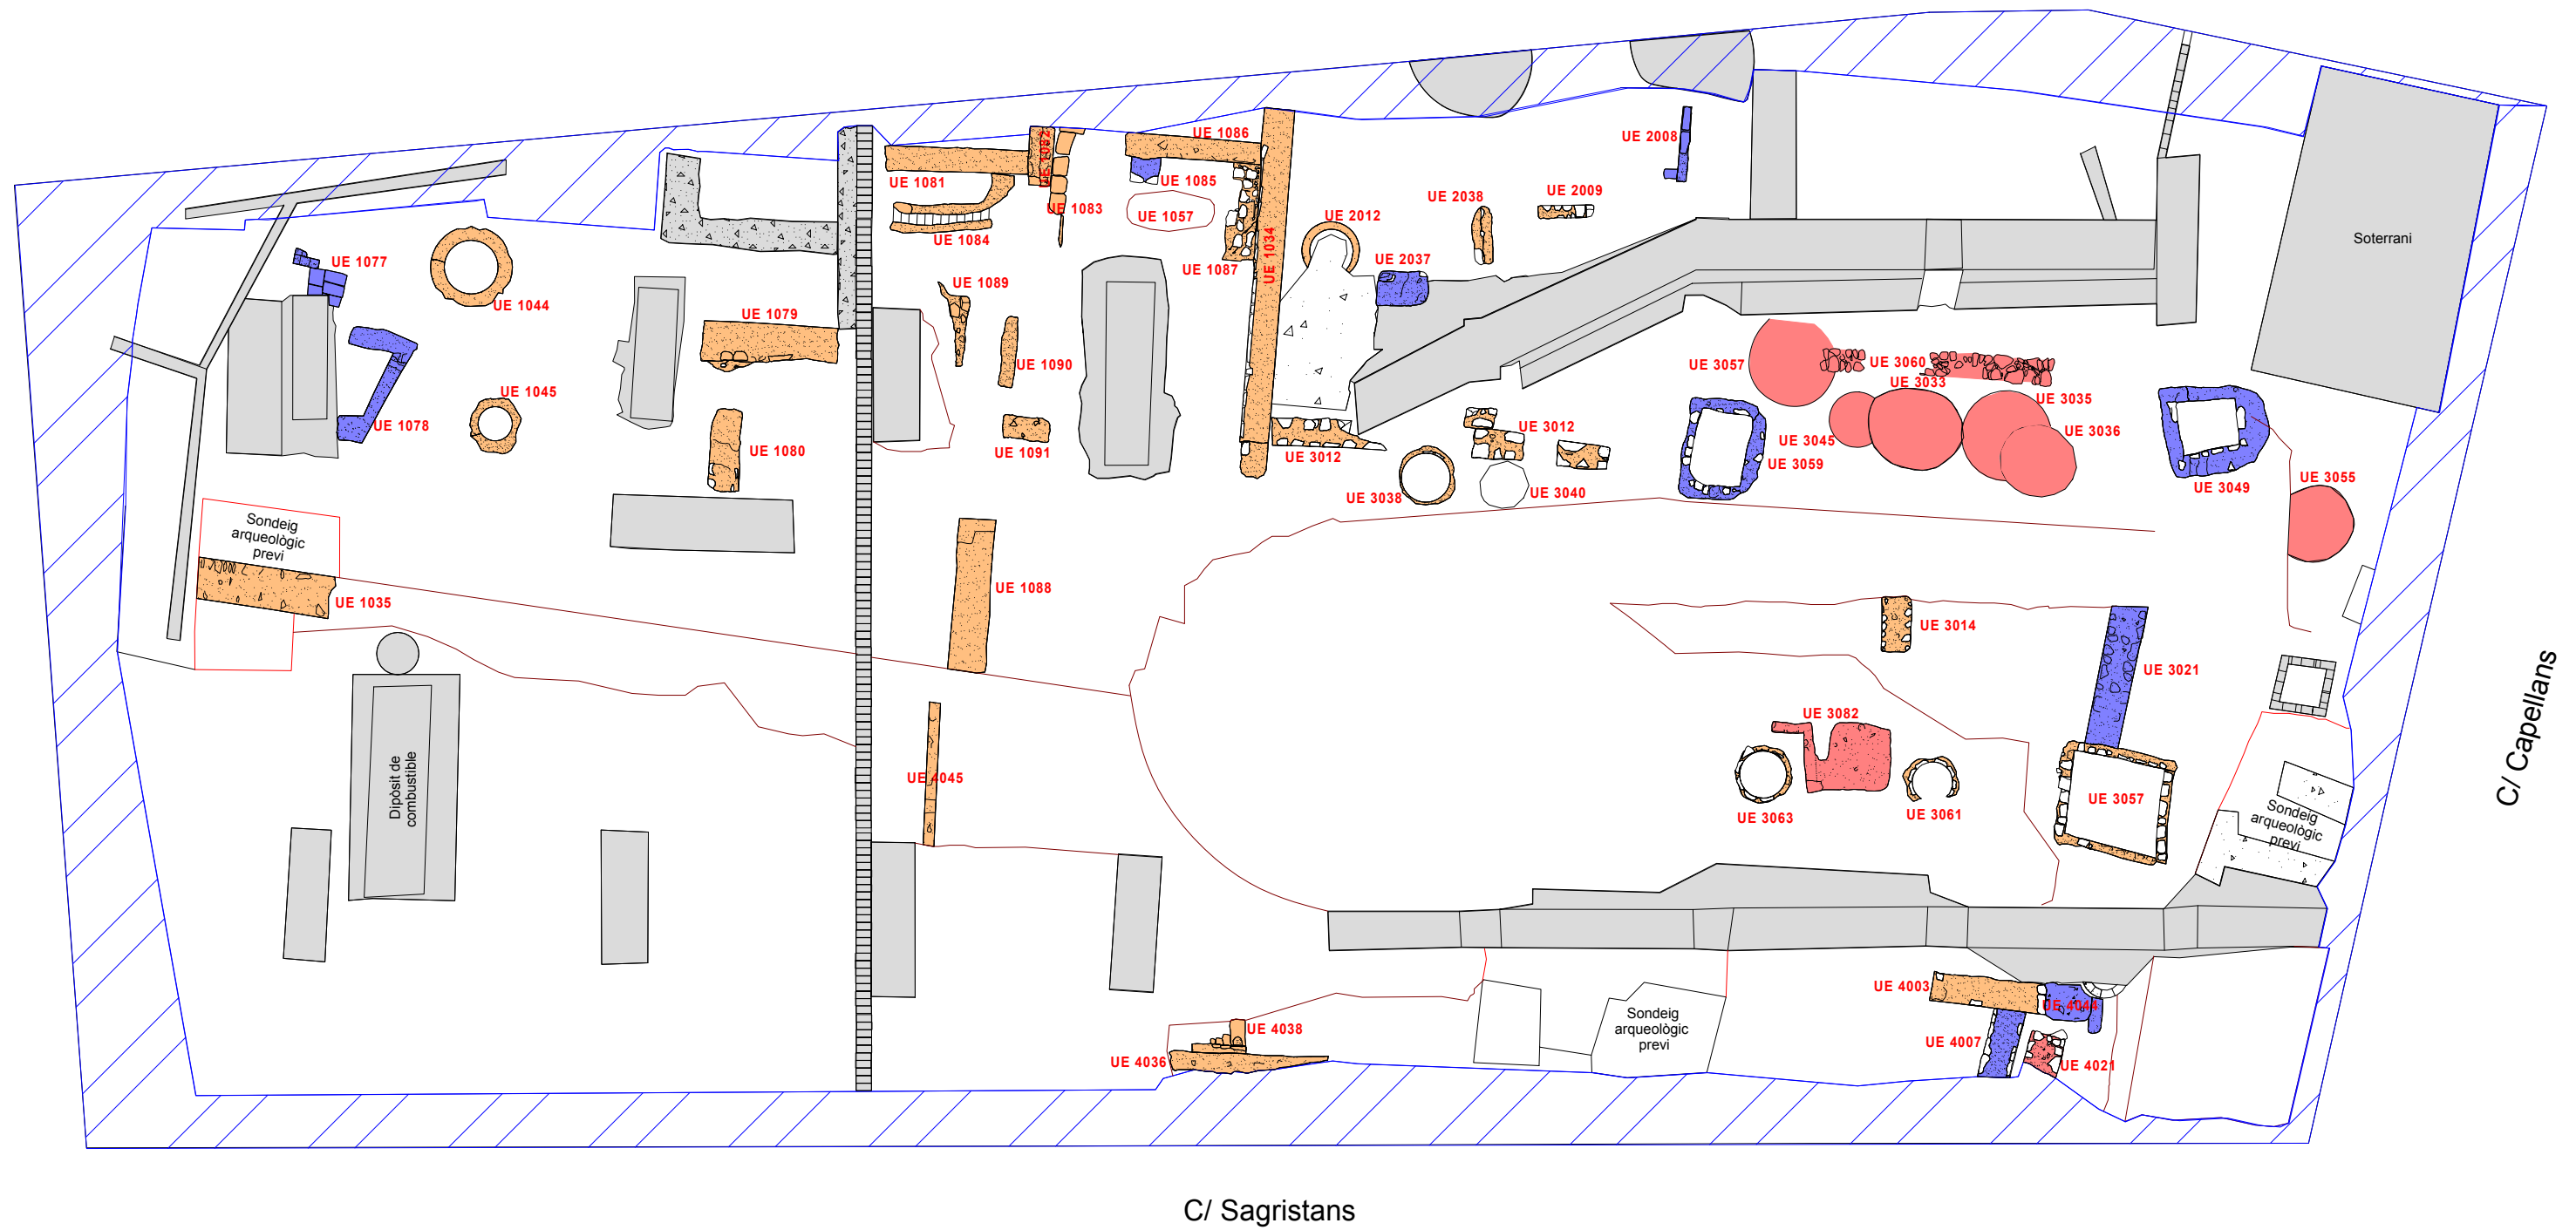 UE 1082
UE 1086
UE 2008
UE 1081
UE 1085
UE 2009
UE 2038
UE 1083
UE 1057
UE 2012
UE 1084
UE 1034
Soterrani
UE 1077
UE 1087
UE 2037
UE 1089
UE 1044
UE 1079
UE 1090
UE 3057
UE 3060
UE 3033
UE 1045
UE 3035
UE 1078
UE 3012
UE 3045
UE 3036
UE 1080
UE 1091
UE 3012
UE 3059
UE 3055
UE 3049
UE 3038
UE 3040
Sondeig
arqueològic
previ
UE 1088
UE 1035
UE 3014
UE 3021
C/ Capellans
UE 3082
Dipòsit de
combustible
UE 4045
UE 3057
UE 3063
UE 3061
Sondeig
arqueològic
previ
UE 4003
UE 4044
Sondeig
arqueològic
previ
UE 4038
UE 4007
UE 4036
UE 4021
C/ Sagristans